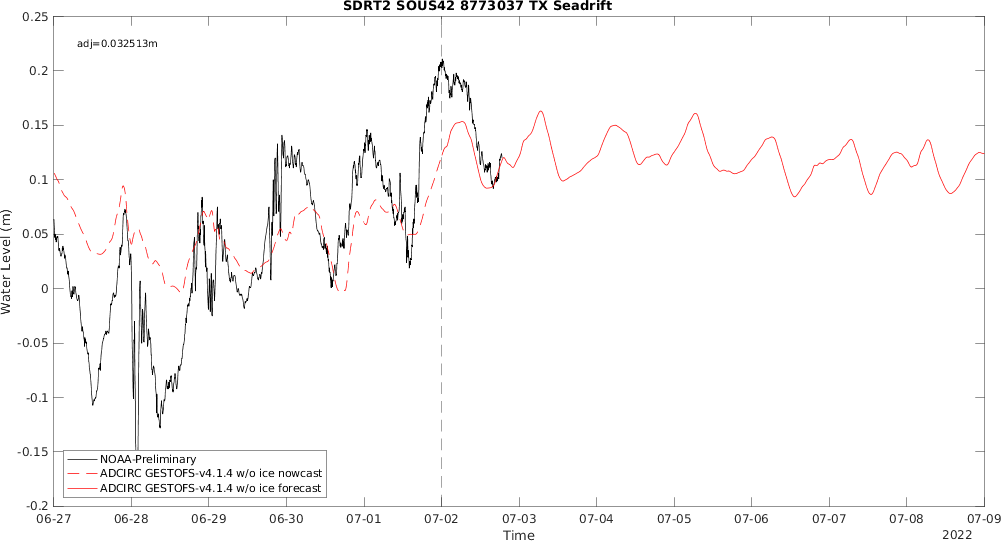 SDRT2 SOUS42 8773037 TX Seadrift
adj=0.032513m
0.25
0.2
0.15
0.1
0.05
0
-0.05
-0.1
-0.15
-0.2
Water Level (m)
NOAA-Preliminary
ADCIRC GESTOFS-v4.1.4 w/o ice nowcast
ADCIRC GESTOFS-v4.1.4 w/o ice forecast
06-27 06-28 06-29 06-30 07-01 07-02 07-03 07-04 07-05 07-06 07-07 07-08 07-09
Time
2022